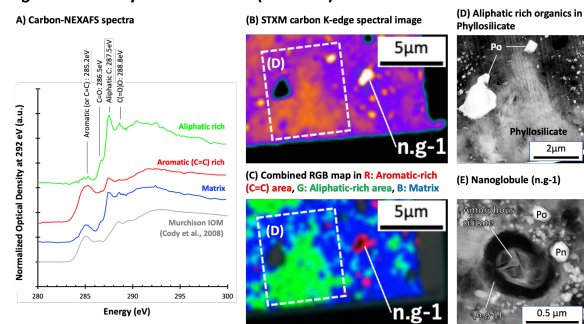 A) Carbon-NEXAFS spectra
Aromatic (or C=C) : 285.2eV
C=O: 286.5eV
Aliphatic C: 287.5eV
C(=O)O: 288.8eV
Aliphatic rich
Aromatic (C=C) rich
Matrix
Murchison IOM
(Cody et al., 2008)
Normalized Optical Density at 292 eV (a.u.)
280 285 290 295 300
Energy (eV)
(B) STXM carbon K-edge spectral image
5μm
(D)
n.g-1
(C) Combined RGB map in R: Aromatic-rich
(C=C) area, G: Aliphatic-rich area, B: Matrix
5μm
(D)
n.g-1
(D) Aliphatic rich organics in
Phyllosilicate
Po
Phyllosilicate
2μm
(E) Nanoglobule (n.g-1)
Amorphous
silicate
Po
Pn
(n.g-1)
0.5 μm